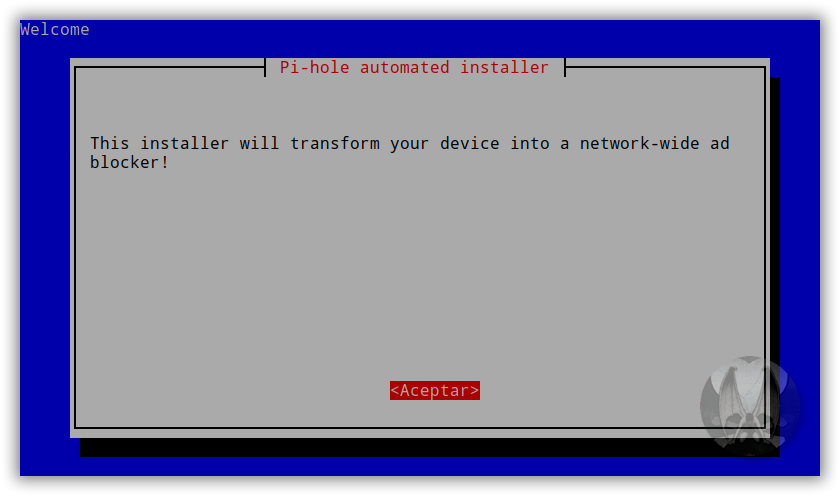 Welcome
Pi-hole automated installer
This installer will transform your device into a network-wide ad
blocker!
<Aceptar>